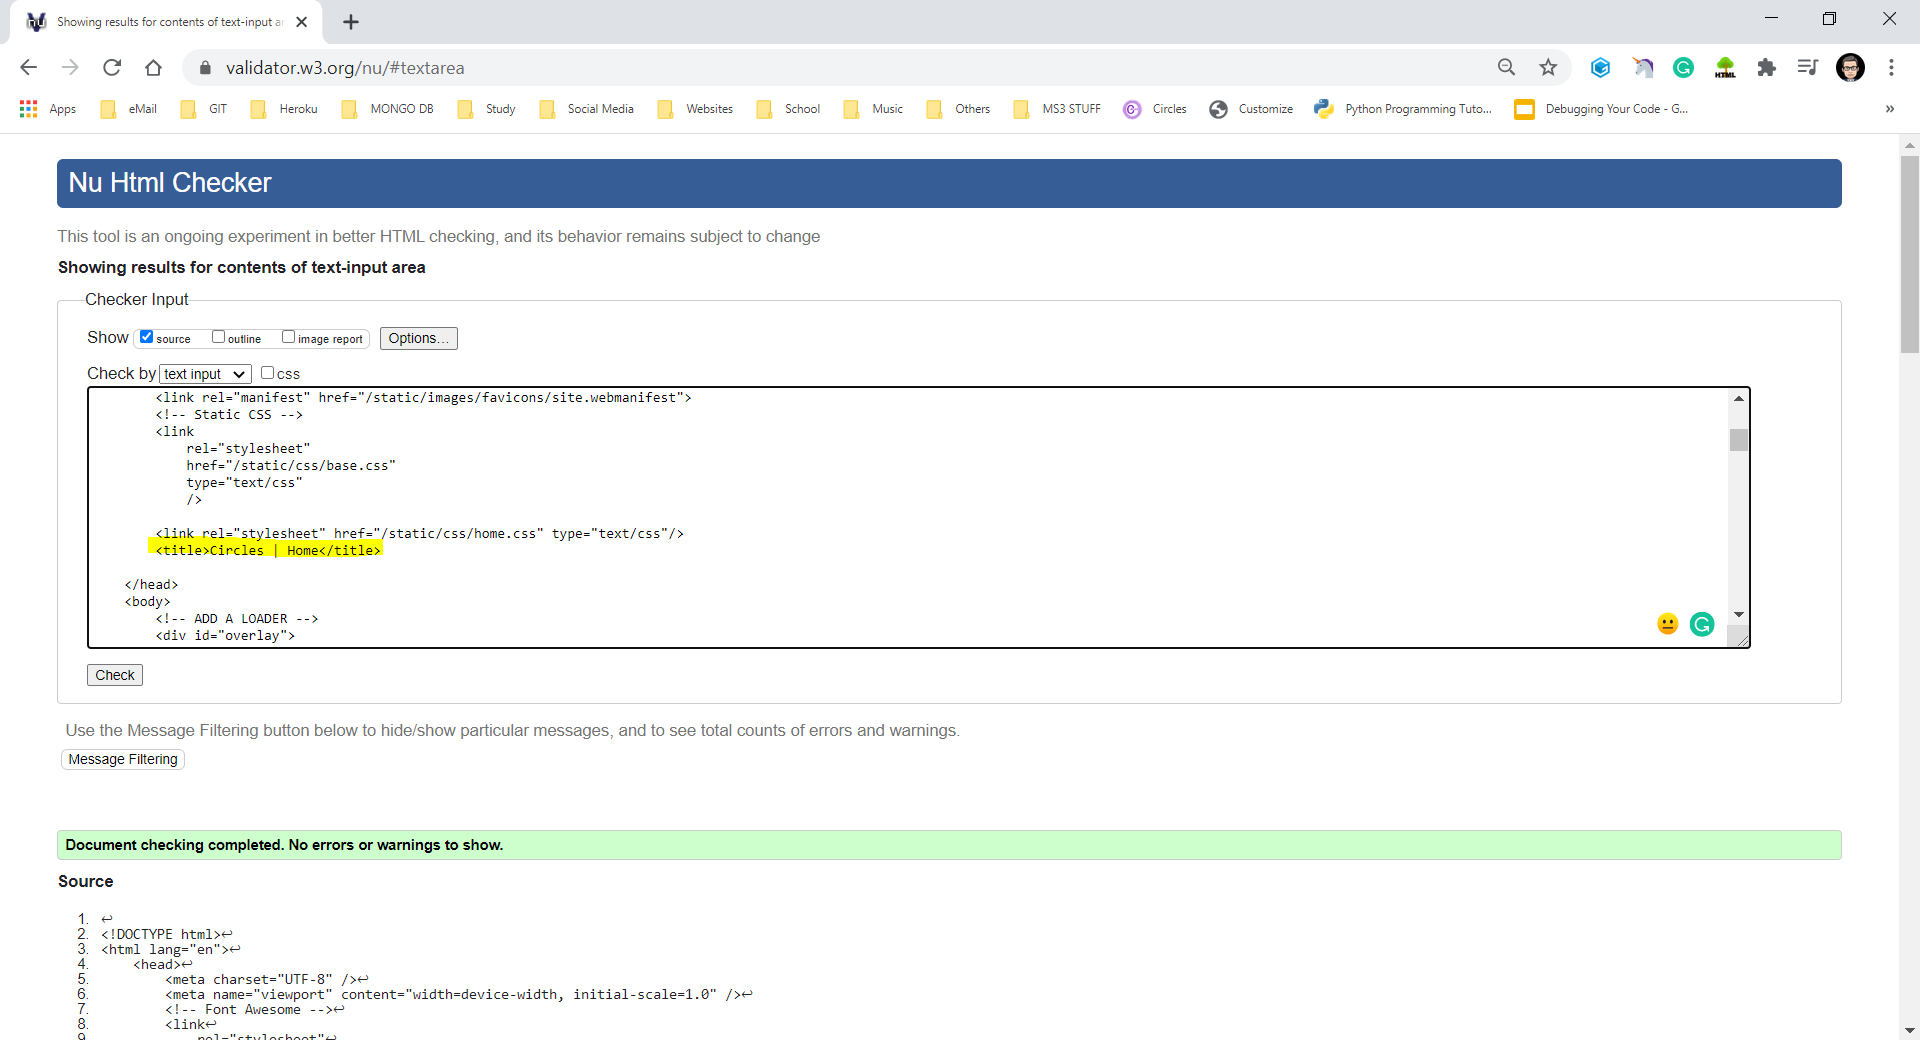 Showing results for contents of text-input ar
validator.w3.org/nu/#textarea
Apps eMail GIT Heroku MONGO DB Study Social Media Websites School Music Others MS3 STUFF Circles Customize Python Programming Tuto... Debugging Your Code - G... »
Nu Html Checker
This tool is an ongoing experiment in better HTML checking, and its behavior remains subject to change
Showing results for contents of text-input area
Checker Input
Show source outline image report Options...
Check by text input css
<link rel="manifest" href="/static/images/favicons/site.webmanifest">
<!-- Static CSS -->
<link
rel="stylesheet"
href="/static/css/base.css"
type="text/css"
/>
<link rel="stylesheet" href="/static/css/home.css" type="text/css"/>
<title>Circles | Home</title>
</head>
<body>
<!-- ADD A LOADER -->
<div id="overlay">
Check
Use the Message Filtering button below to hide/show particular messages, and to see total counts of errors and warnings.
Message Filtering
Document checking completed. No errors or warnings to show.
Source
1. ↩
2. <!DOCTYPE html>↩
3. <html lang="en">↩
4. <head>↩
5. <meta charset="UTF-8" />↩
6. <meta name="viewport" content="width=device-width, initial-scale=1.0" />↩
7. <!-- Font Awesome -->↩
8. <link↩
9. rel="stylesheet"↩